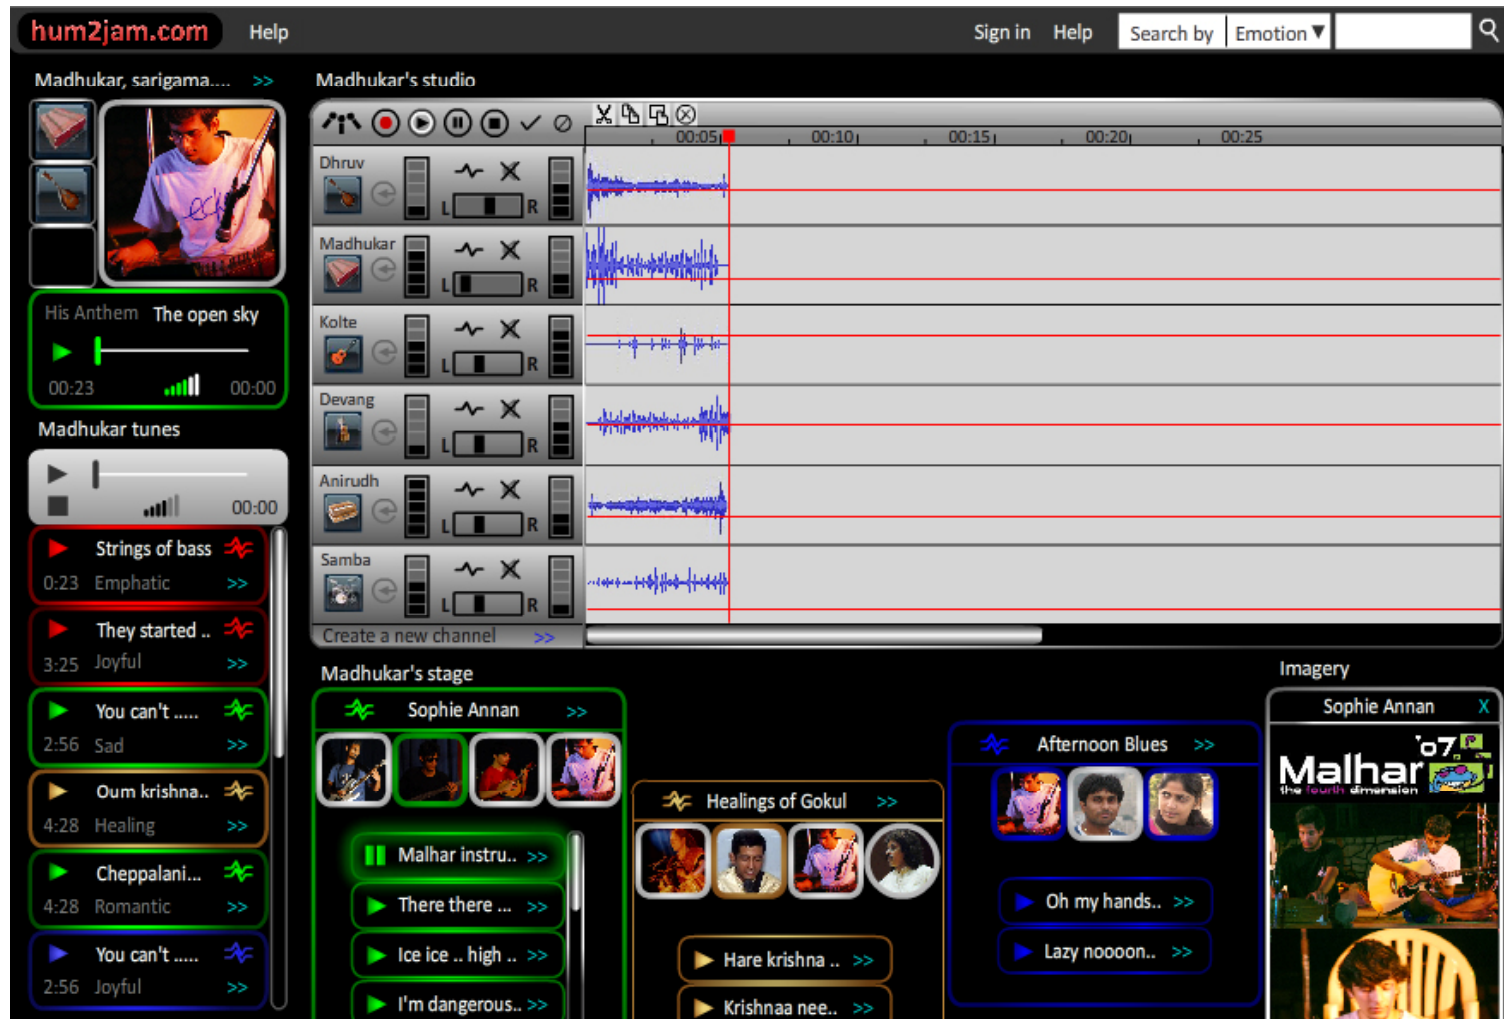 hum2jam.com Help Sign in Help Search by Emotion ▼
Madhukar, sarigama.... >>
His Anthem The open sky
00:23 00:00
Madhukar tunes
00:00
Strings of bass
0:23 Emphatic >>
They started ..
3:25 Joyful >>
You can't .....
2:56 Sad >>
Oum krishna..
4:28 Healing >>
Cheppalani...
4:28 Romantic >>
You can't .....
2:56 Joyful >>
Madhukar's studio
00:05 00:10 00:15 00:20 00:25
Dhruv
L R
Madhukar
L R
Kolte
L R
Devang
L R
Anirudh
L R
Samba
L R
Create a new channel >>
Madhukar's stage
Sophie Annan >>
Malhar instru.. >>
There there ... >>
Ice ice .. high .. >>
I'm dangerous.. >>
Healings of Gokul >>
Hare krishna .. >>
Krishnaa nee.. >>
Afternoon Blues >>
Oh my hands.. >>
Lazy nooooon.. >>
Imagery
Sophie Annan X
'07
Malhar
the fourth dimension